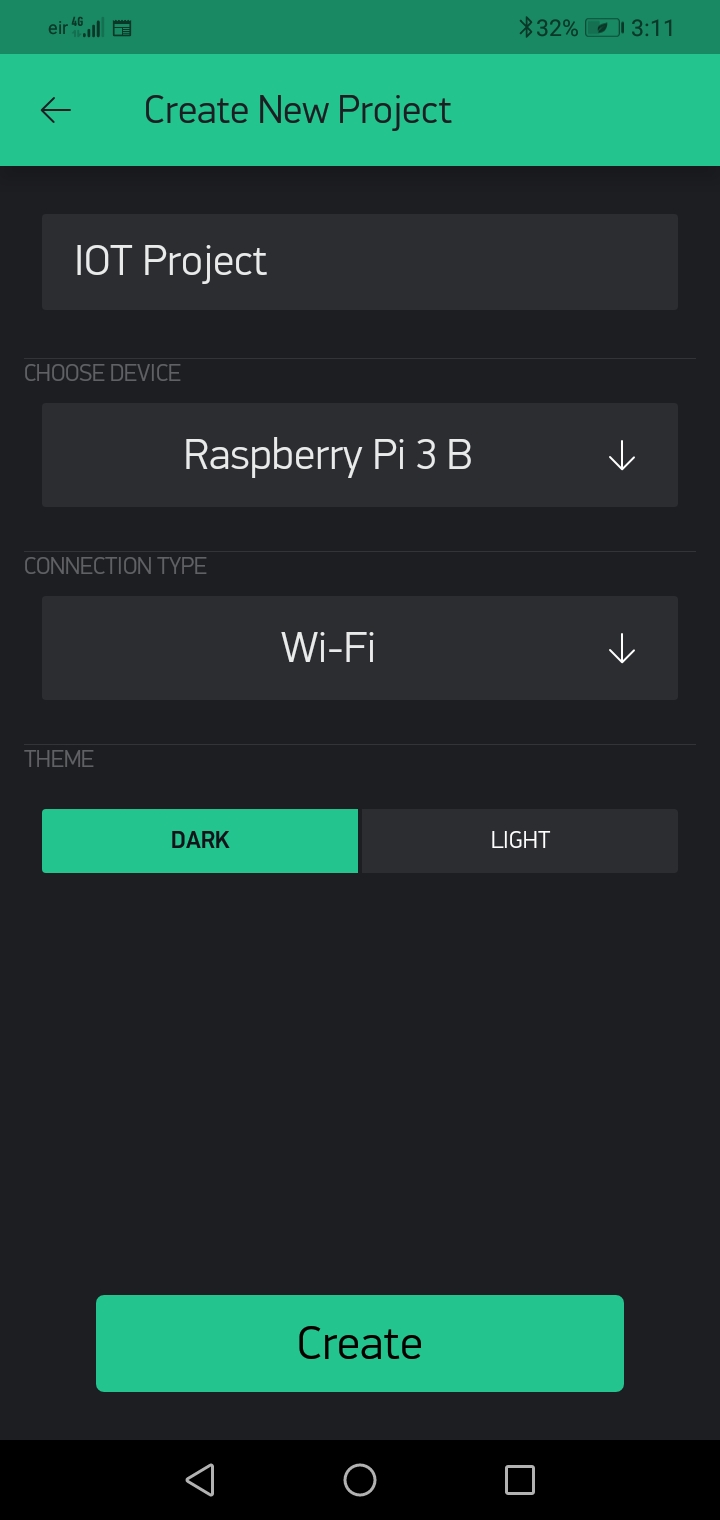 eir 4G 32% 3:11
Create New Project
IOT Project
CHOOSE DEVICE
Raspberry Pi 3 B
CONNECTION TYPE
Wi-Fi
THEME
DARK LIGHT
Create